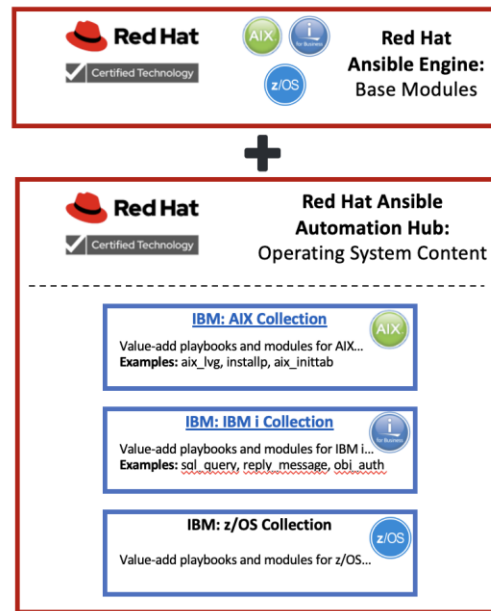 Red Hat
Certified Technology
AIX
i
for Business
z/OS
Red Hat
Ansible Engine:
Base Modules
+
Red Hat
Certified Technology
Red Hat Ansible
Automation Hub:
Operating System Content
IBM: AIX Collection
AIX
Value-add playbooks and modules for AIX...
Examples: aix_lvg, installp, aix_inittab
IBM: IBM i Collection
i
for Business
Value-add playbooks and modules for IBM i...
Examples: sql_query, reply_message, obj_auth
IBM: z/OS Collection
z/OS
Value-add playbooks and modules for z/OS...